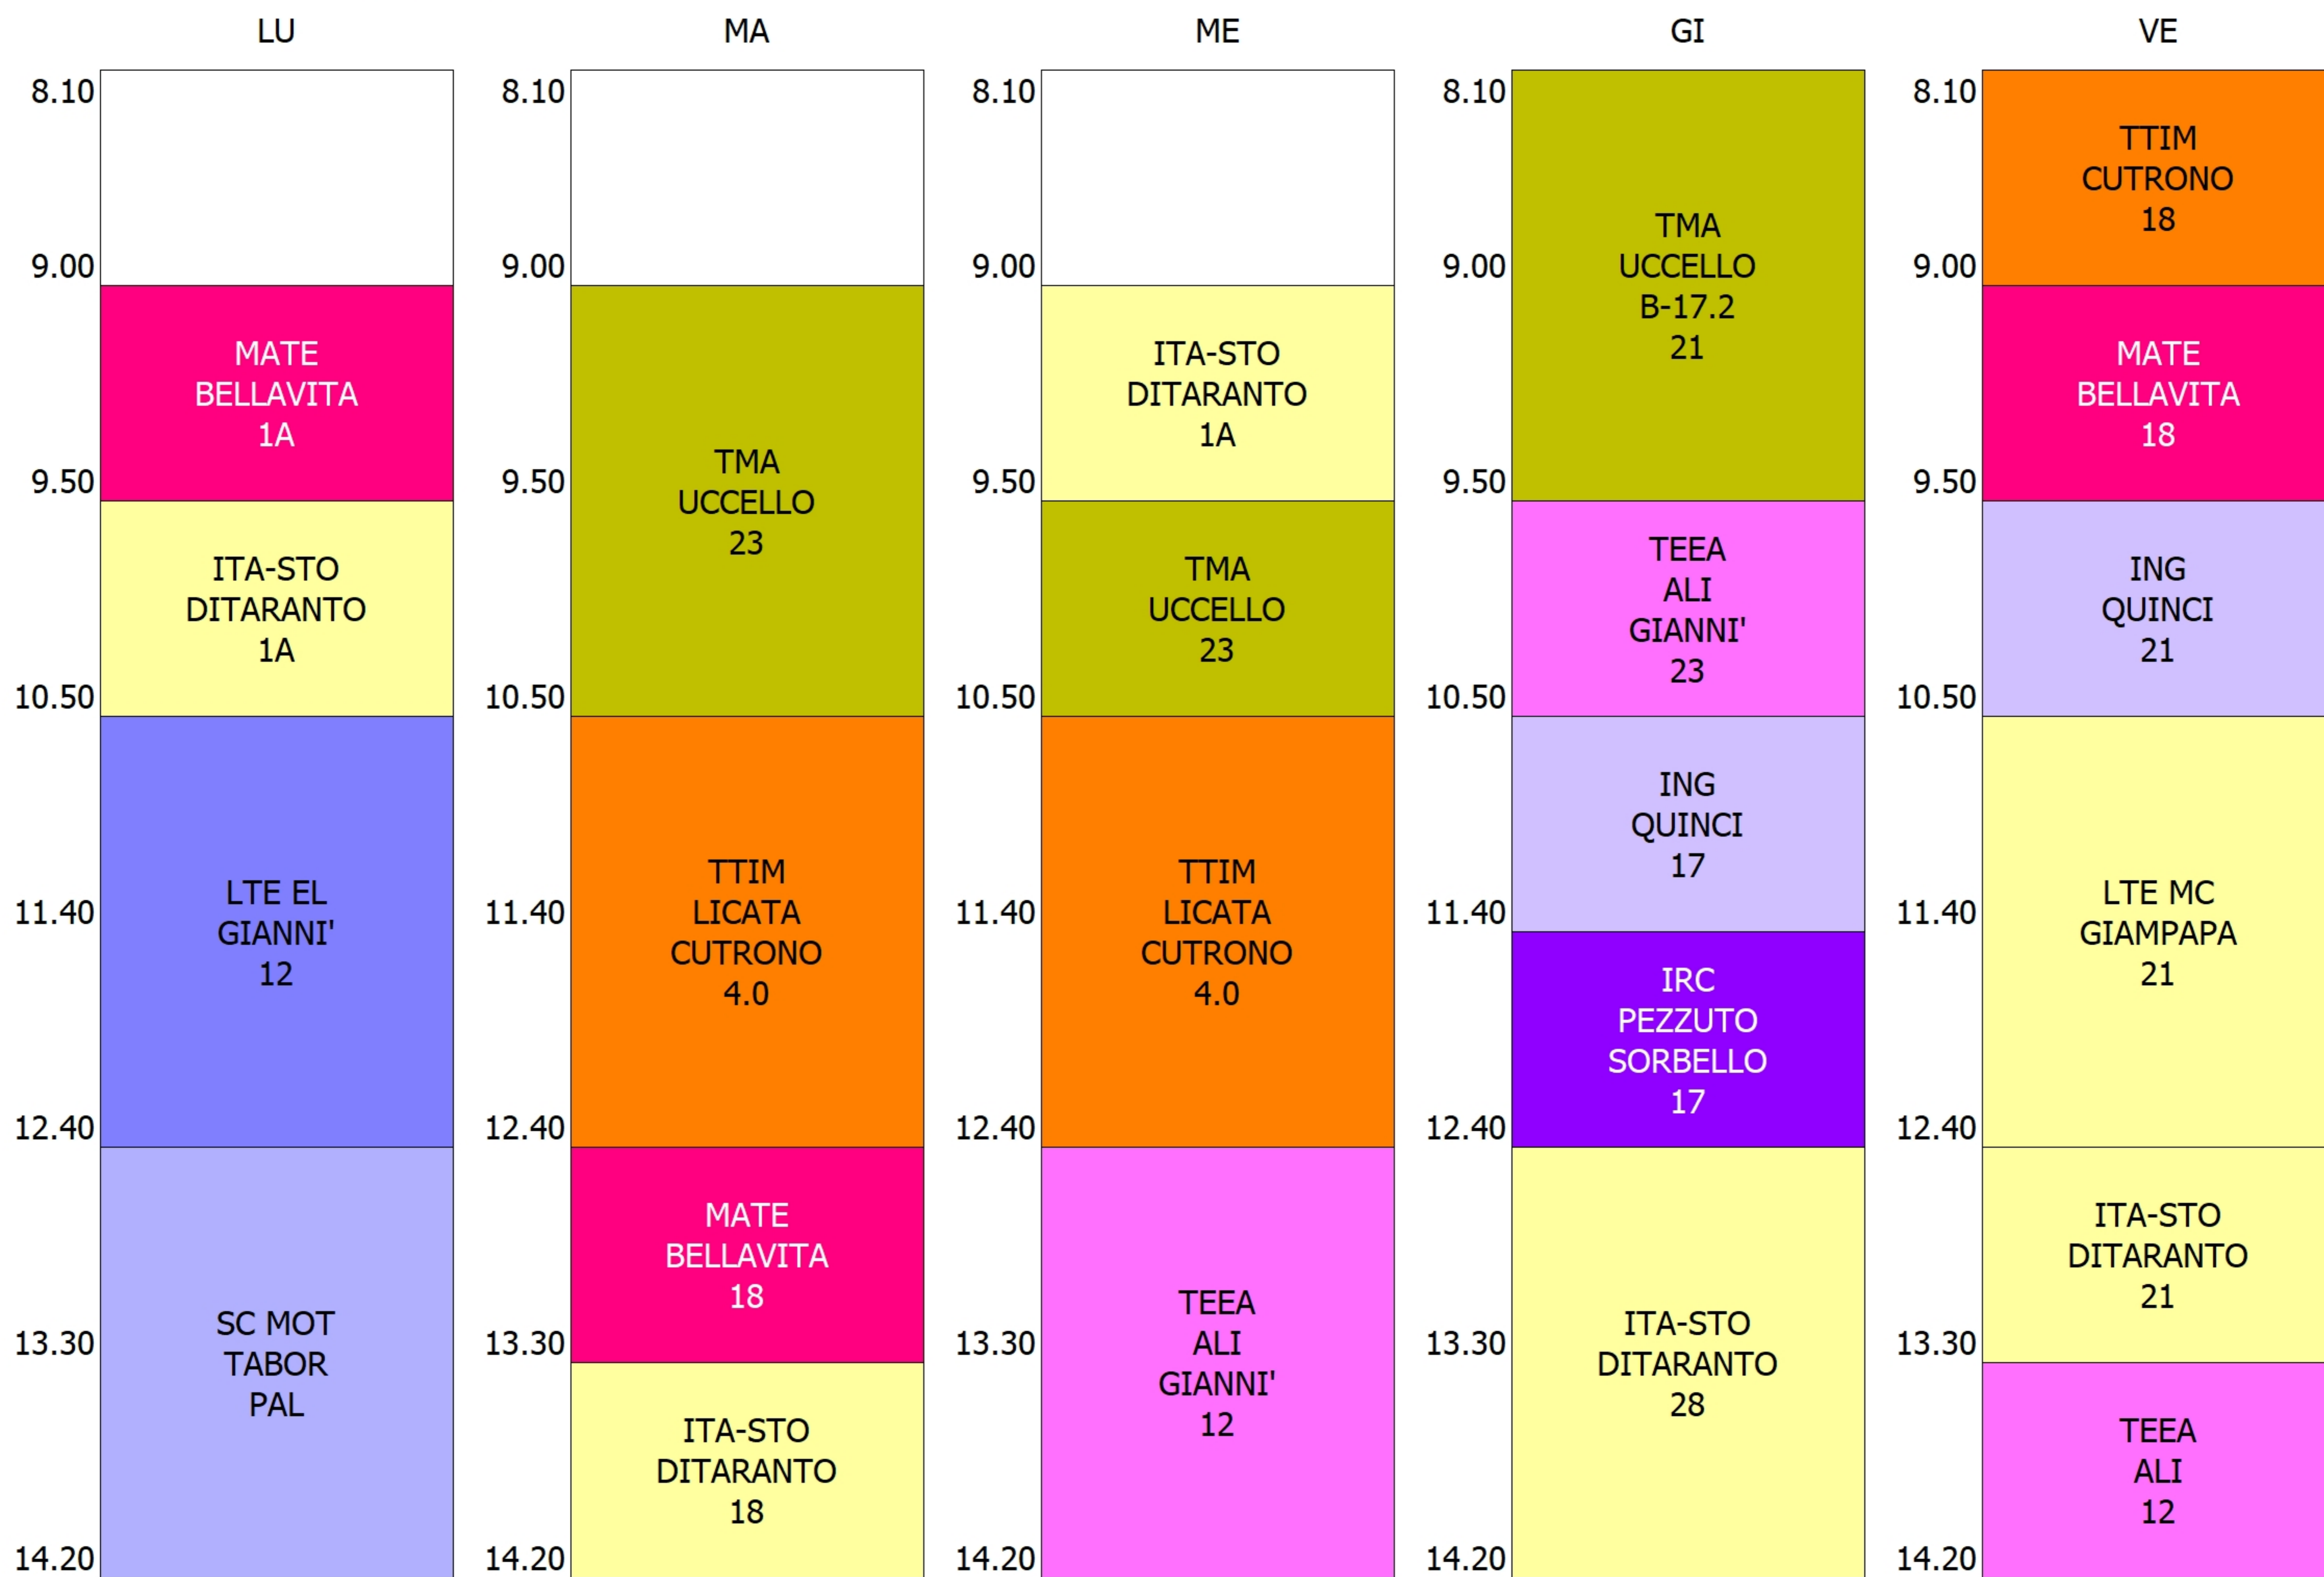 LU
8.10
9.00
MATE
BELLAVITA
1A
9.50
ITA-STO
DITARANTO
1A
10.50
LTE EL
GIANNI'
12
11.40
12.40
SC MOT
TABOR
PAL
13.30
14.20
MA
8.10
9.00
TMA
UCCELLO
23
9.50
10.50
TTIM
LICATA
CUTRONO
4.0
11.40
12.40
MATE
BELLAVITA
18
13.30
ITA-STO
DITARANTO
18
14.20
ME
8.10
9.00
ITA-STO
DITARANTO
1A
9.50
TMA
UCCELLO
23
10.50
TTIM
LICATA
CUTRONO
4.0
11.40
12.40
TEEA
ALI
GIANNI'
12
13.30
14.20
GI
8.10
TMA
UCCELLO
B-17.2
21
9.00
9.50
TEEA
ALI
GIANNI'
23
10.50
ING
QUINCI
17
11.40
IRC
PEZZUTO
SORBELLO
17
12.40
ITA-STO
DITARANTO
28
13.30
14.20
VE
8.10
TTIM
CUTRONO
18
9.00
MATE
BELLAVITA
18
9.50
ING
QUINCI
21
10.50
LTE MC
GIAMPAPA
21
11.40
12.40
ITA-STO
DITARANTO
21
13.30
TEEA
ALI
12
14.20